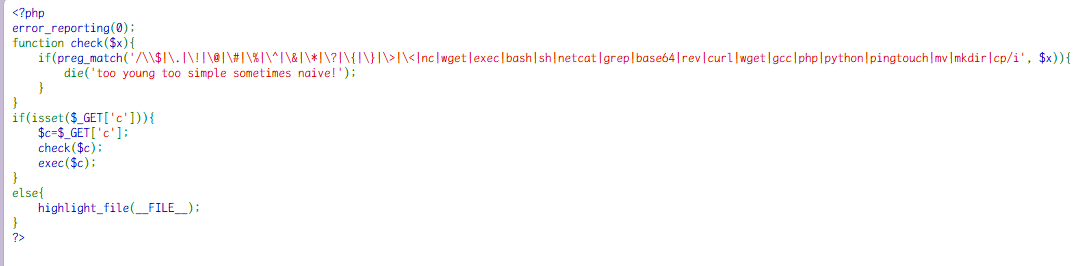 <?php
error_reporting(0);
function check($x){
    if(preg_match('/\\$|\.|\!|\@|\#|\%|\^|\&|\*|\?|\{|\}|\>|\<|nc|wget|exec|bash|sh|netcat|grep|base64|rev|curl|wget|gcc|php|python|pingtouch|mv|mkdir|cp/i', $x)){
        die('too young too simple sometimes naive!');
    }
}
if(isset($_GET['c'])){
    $c=$_GET['c'];
    check($c);
    exec($c);
}
else{
    highlight_file(__FILE__);
}
?>